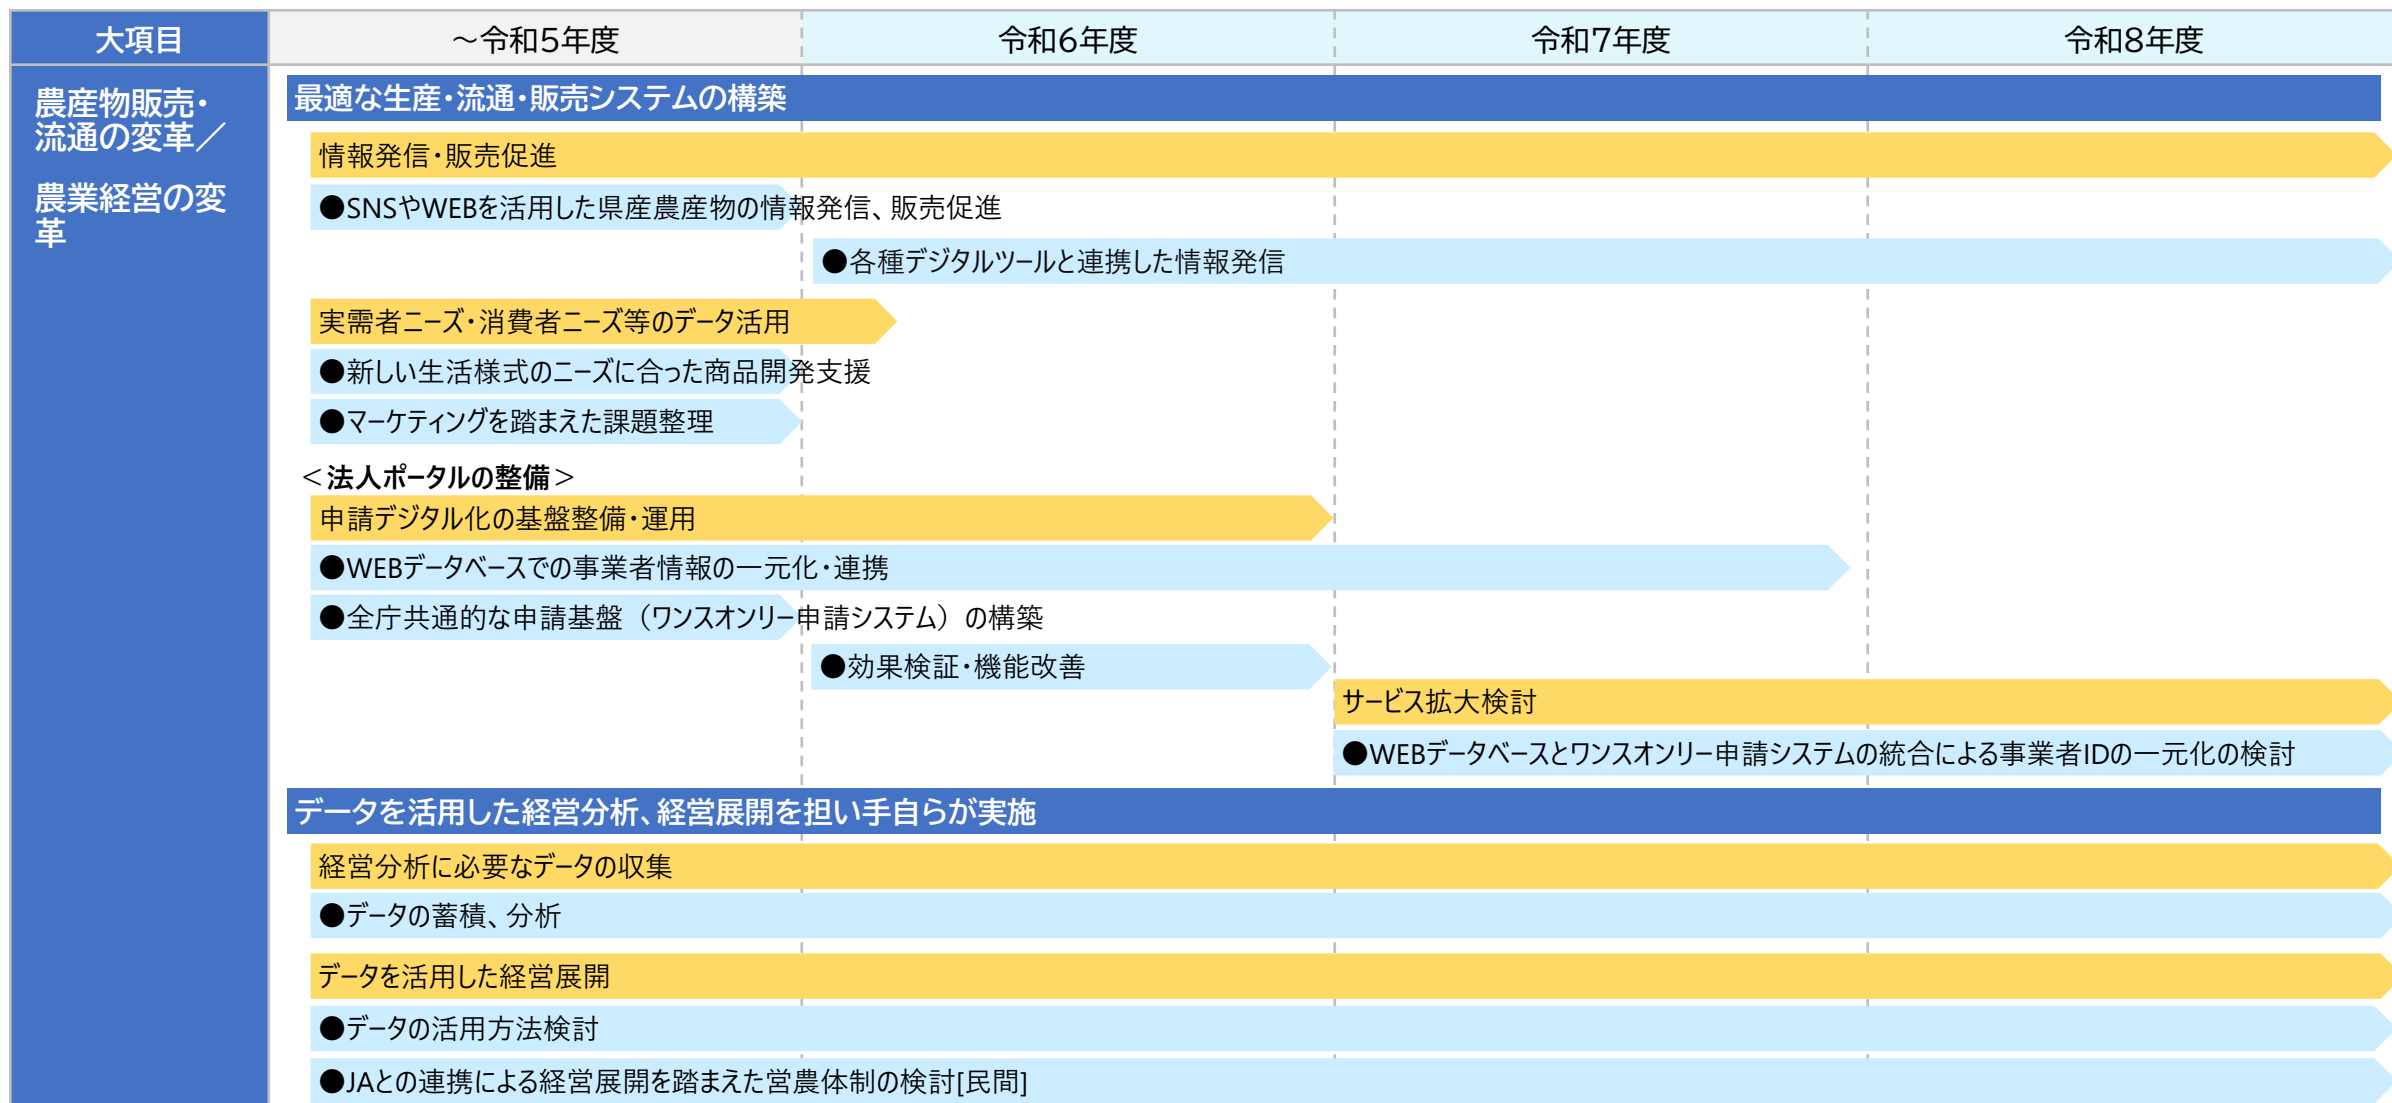 大項目
～令和5年度
令和6年度
令和7年度
令和8年度
農産物販売・
流通の変革／
農業経営の変
革
最適な生産・流通・販売システムの構築
情報発信・販売促進
●SNSやWEBを活用した県産農産物の情報発信、販売促進
●各種デジタルツールと連携した情報発信
実需者ニーズ・消費者ニーズ等のデータ活用
●新しい生活様式のニーズに合った商品開発支援
●マーケティングを踏まえた課題整理
＜法人ポータルの整備＞
申請デジタル化の基盤整備・運用
●WEBデータベースでの事業者情報の一元化・連携
●全庁共通的な申請基盤（ワンスオンリー申請システム）の構築
●効果検証・機能改善
サービス拡大検討
●WEBデータベースとワンスオンリー申請システムの統合による事業者IDの一元化の検討
データを活用した経営分析、経営展開を担い手自らが実施
経営分析に必要なデータの収集
●データの蓄積、分析
データを活用した経営展開
●データの活用方法検討
●JAとの連携による経営展開を踏まえた営農体制の検討[民間]